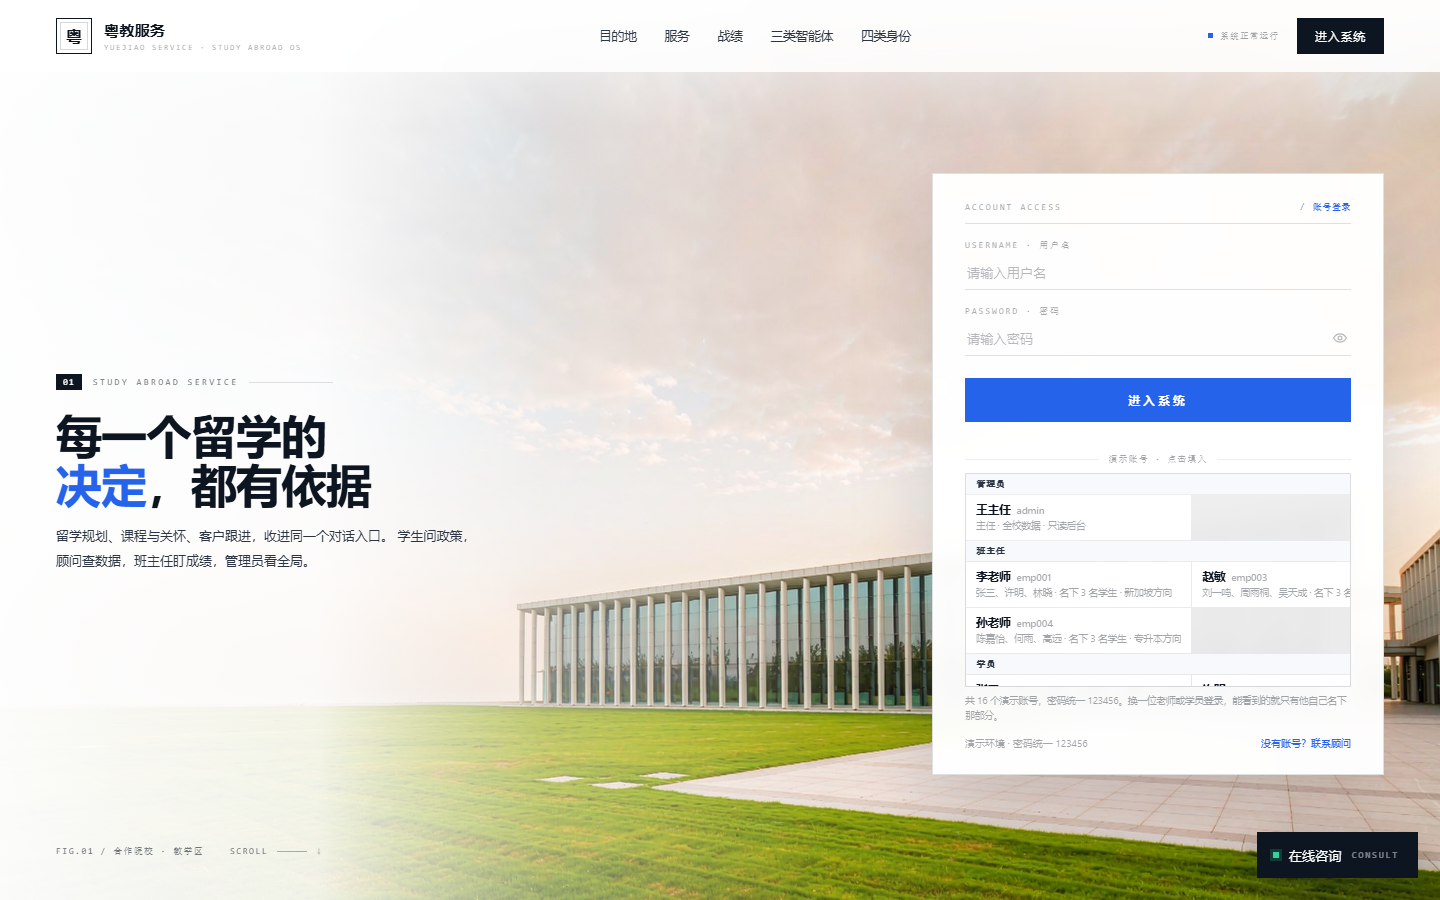 粤
粤教服务
YUEJIAO SERVICE · STUDY ABROAD OS
目的地
服务
战绩
三类智能体
四类身份
系统正常运行
进入系统
01 STUDY ABROAD SERVICE
每一个留学的
决定，都有依据
留学规划、课程与关怀、客户跟进，收进同一个对话入口。 学生问政策，
顾问查数据，班主任盯成绩，管理员看全局。
FIG.01 / 合作院校 · 教学区
SCROLL ↓
ACCOUNT ACCESS
/ 账号登录
USERNAME · 用户名
请输入用户名
PASSWORD · 密码
请输入密码
进入系统
演示账号 · 点击填入
管理员
王主任 admin
主任 · 全校数据 · 只读后台
班主任
李老师 emp001
张三、许明、林晓 · 名下 3 名学生 · 新加坡方向
赵敏 emp003
刘一鸣、周雨桐、吴天成 · 名下 3 名
孙老师 emp004
陈嘉怡、何雨、高远 · 名下 3 名学生 · 专升本方向
学员
共 16 个演示账号，密码统一 123456。换一位老师或学员登录，能看到的就只有他自己名下
那部分。
演示环境 · 密码统一 123456
没有账号？联系顾问
在线咨询 CONSULT